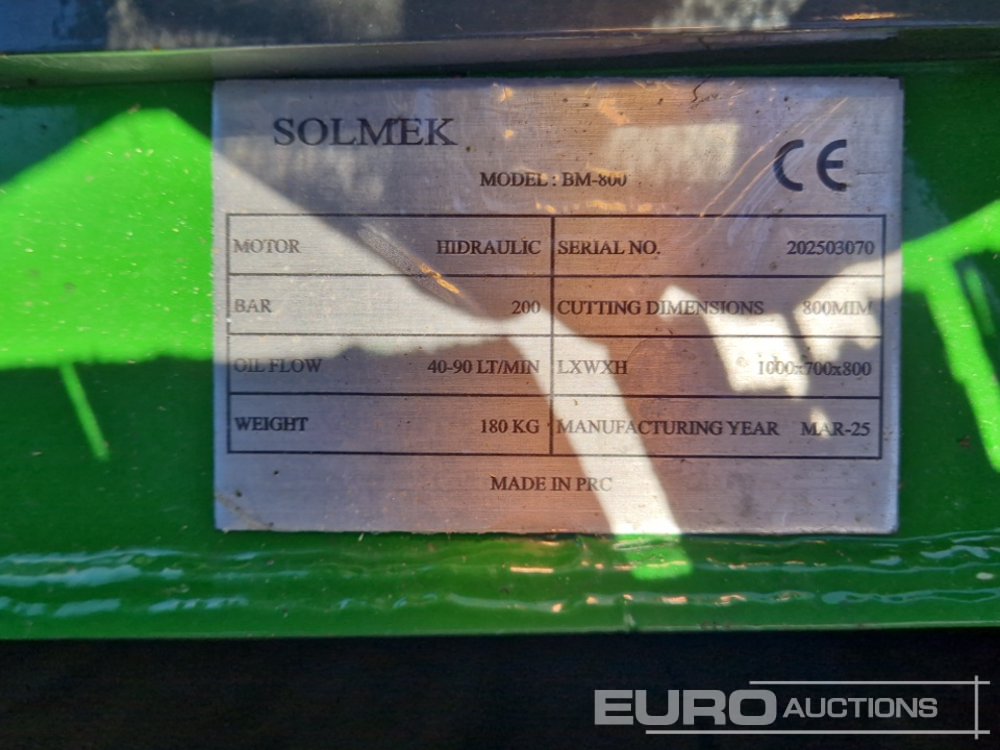 SOLMEK
CE
MODEL : BM-800
MOTOR HIDRAULIC SERIAL NO. 202503070
BAR 200 CUTTING DIMENSIONS 800MIM
OIL FLOW 40-90 LT/MIN LXWXH 1000x700x800
WEIGHT 180 KG MANUFACTURING YEAR MAR-25
MADE IN PRC
EURO AUCTIONS